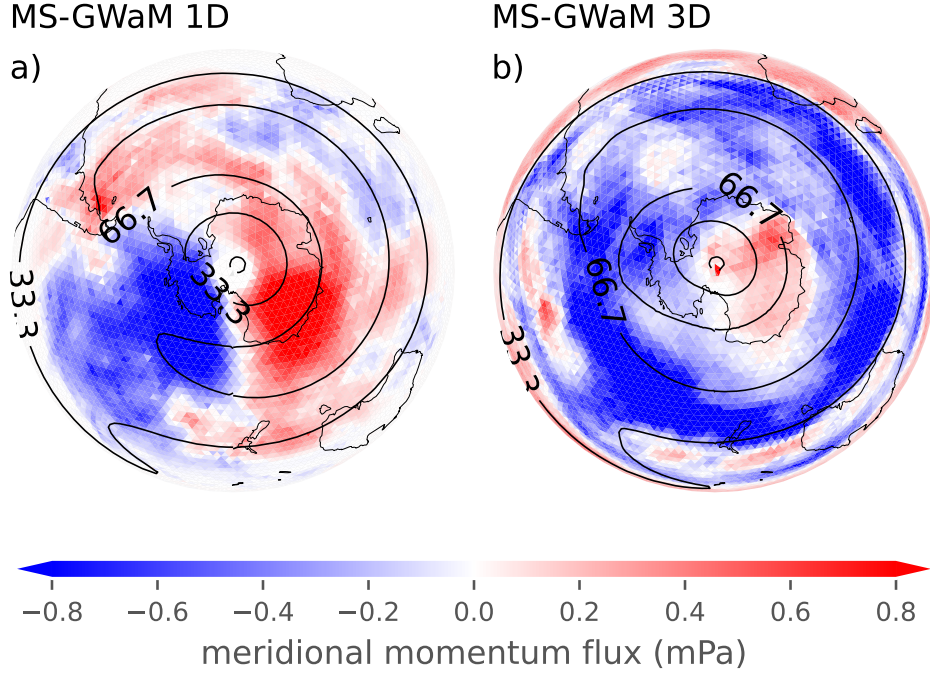 MS-GWaM 1D
MS-GWaM 3D
a)
b)
66.7
33.3
33.3
66.7
66.7
−0.8 −0.6 −0.4 −0.2 0.0 0.2 0.4 0.6 0.8
meridional momentum flux (mPa)